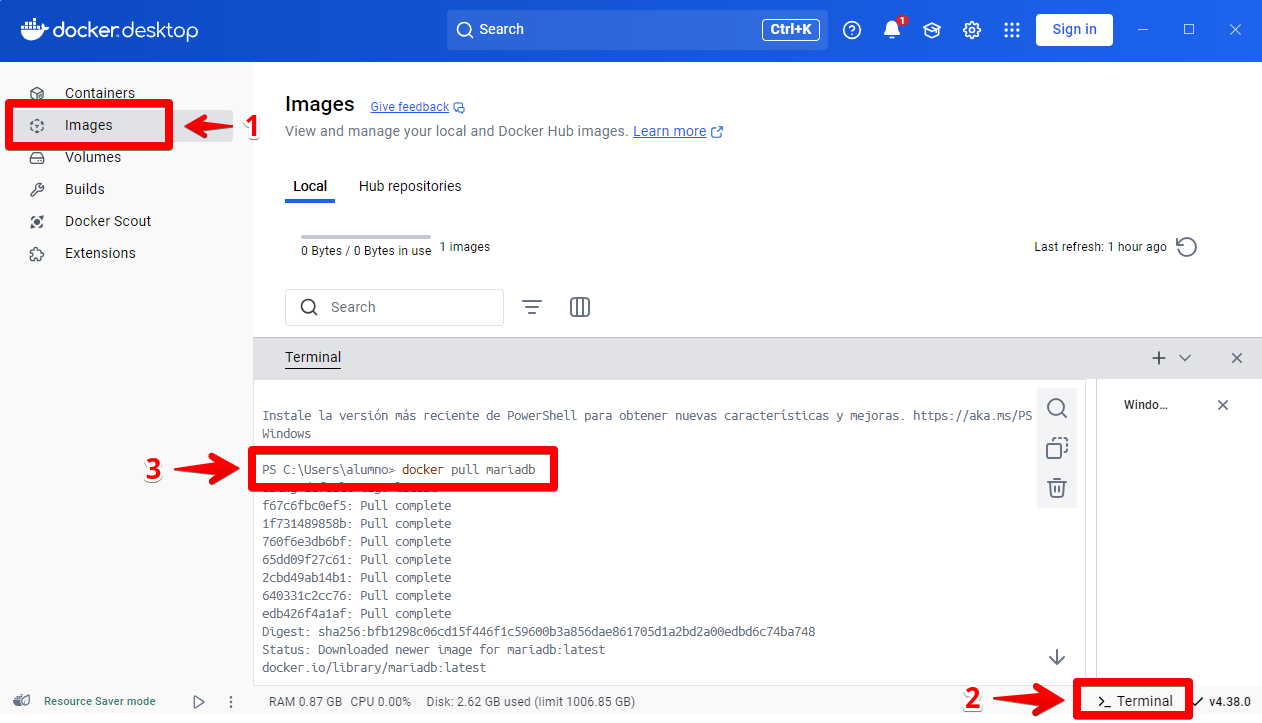 docker.desktop
Search
Ctrl+K
1
Sign in
Containers
Images
1
Volumes
Builds
Docker Scout
Extensions
Images
Give feedback
View and manage your local and Docker Hub images. Learn more
Local
Hub repositories
0 Bytes / 0 Bytes in use
1 images
Last refresh: 1 hour ago
Search
Terminal
Windo...
Instale la versión más reciente de PowerShell para obtener nuevas características y mejoras. https://aka.ms/PS
Windows
3
PS C:\Users\alumno> docker pull mariadb
f67c6fbc0ef5: Pull complete
1f731489858b: Pull complete
760f6e3db6bf: Pull complete
65dd09f27c61: Pull complete
2cbd49ab14b1: Pull complete
640331c2cc76: Pull complete
edb426f4a1af: Pull complete
Digest: sha256:bfb1298c06cd15f446f1c59600b3a856dae861705d1a2bd2a00edbd6c74ba748
Status: Downloaded newer image for mariadb:latest
docker.io/library/mariadb:latest
Resource Saver mode
RAM 0.87 GB CPU 0.00%
Disk: 2.62 GB used (limit 1006.85 GB)
2
>_ Terminal
v4.38.0